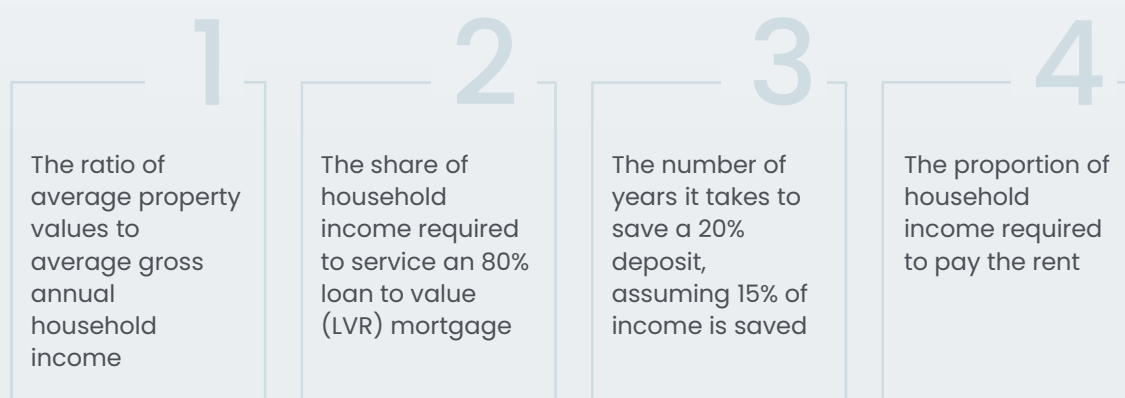 1
The ratio of
average property
values to
average gross
annual
household
income
2
The share of
household
income required
to service an 80%
loan to value
(LVR) mortgage
3
The number of
years it takes to
save a 20%
deposit,
assuming 15% of
income is saved
4
The proportion of
household
income required
to pay the rent